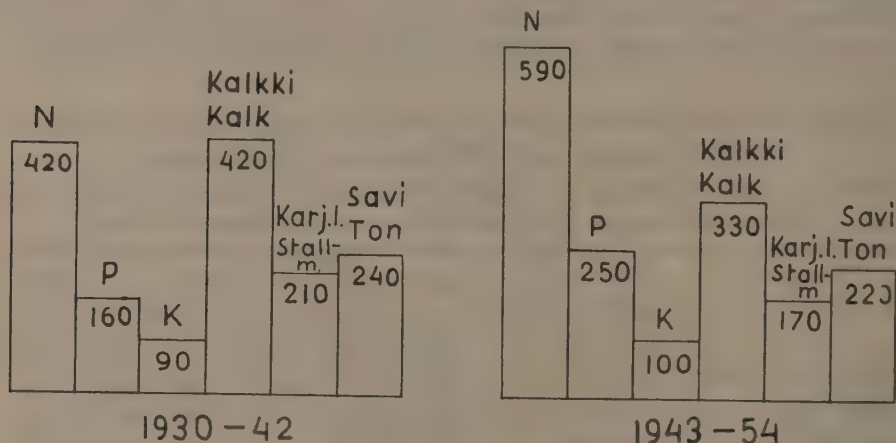 N
420
P
160
K
90
Kalkki
Kalk
420
Karj.l.
Stall-
m.
210
Savi
Ton
240
1930-42
N
590
P
250
K
100
Kalkki
Kalk
330
Karj.l.
Stall-
m
170
Savi
Ton
220
1943-54